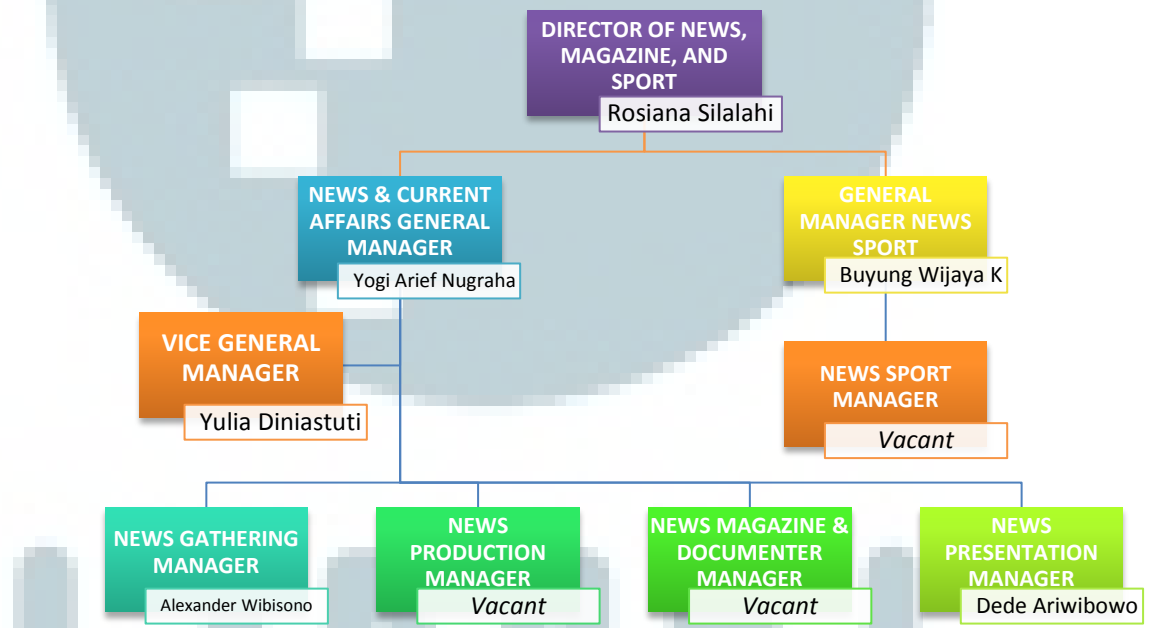 DIRECTOR OF NEWS,
MAGAZINE, AND
SPORT
Rosiana Silalahi
NEWS & CURRENT
AFFAIRS GENERAL
MANAGER
Yogi Arief Nugraha
GENERAL
MANAGER NEWS
SPORT
Buyung Wijaya K
VICE GENERAL
MANAGER
Yulia Diniastuti
NEWS SPORT
MANAGER
Vacant
NEWS GATHERING
MANAGER
Alexander Wibisono
NEWS
PRODUCTION
MANAGER
Vacant
NEWS MAGAZINE &
DOCUMENTER
MANAGER
Vacant
NEWS
PRESENTATION
MANAGER
Dede Ariwibowo